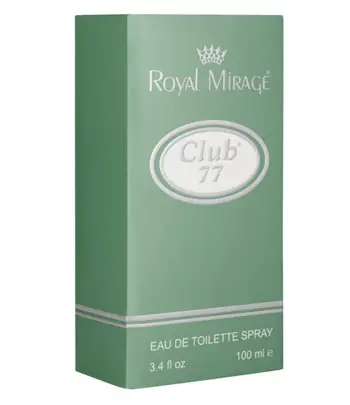 ROYAL MIRAGE®
Club®
77
EAU DE TOILETTE SPRAY
3.4 fl oz 100 ml e